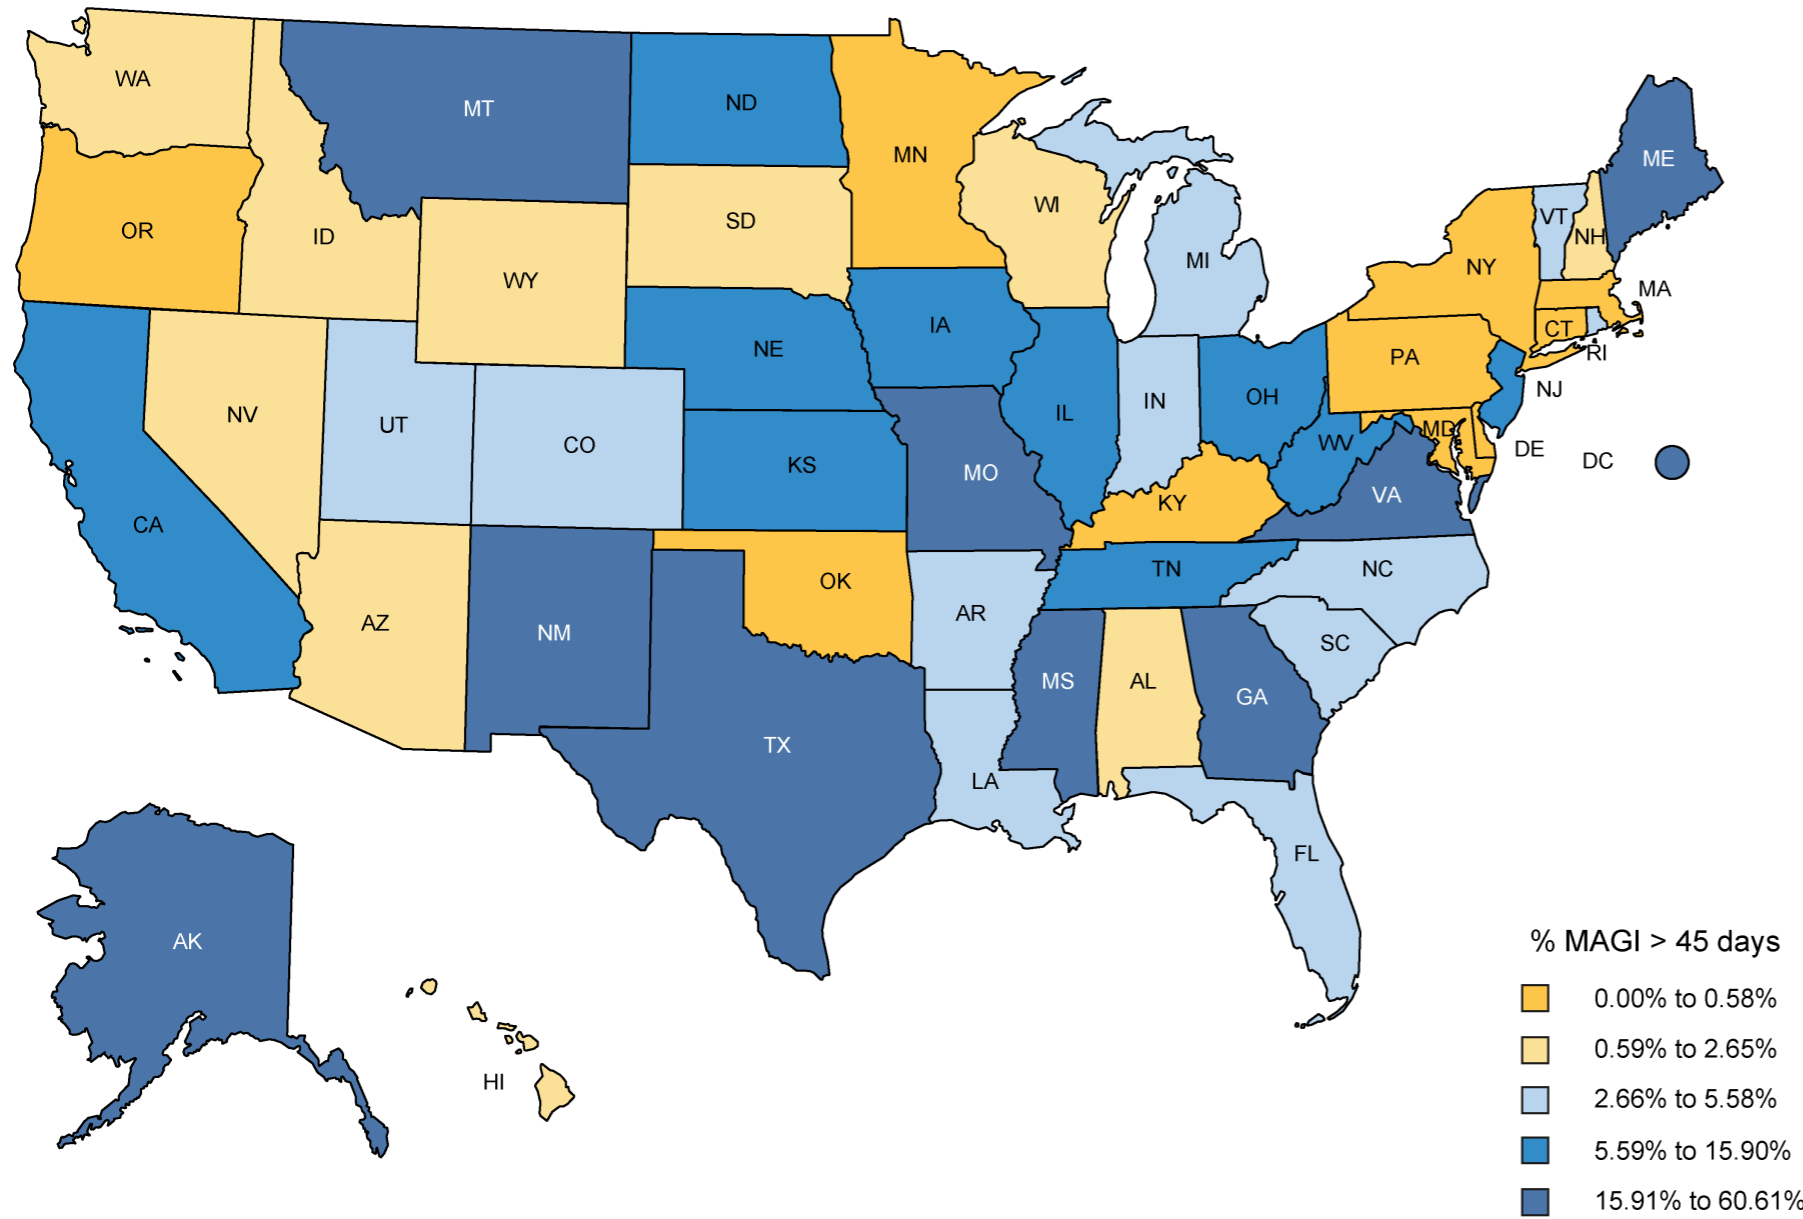 WA
MT
ND
MN
ME
OR
ID
SD
WI
VT
NH
WY
MI
NY
MA
IA
NE
CT
RI
PA
NJ
NV
UT
CO
IL
IN
OH
KS
WV
MD
DE
DC
MO
VA
CA
KY
OK
TN
NC
AZ
NM
AR
SC
MS
AL
GA
TX
LA
FL
AK
HI
% MAGI > 45 days
0.00% to 0.58%
0.59% to 2.65%
2.66% to 5.58%
5.59% to 15.90%
15.91% to 60.61%